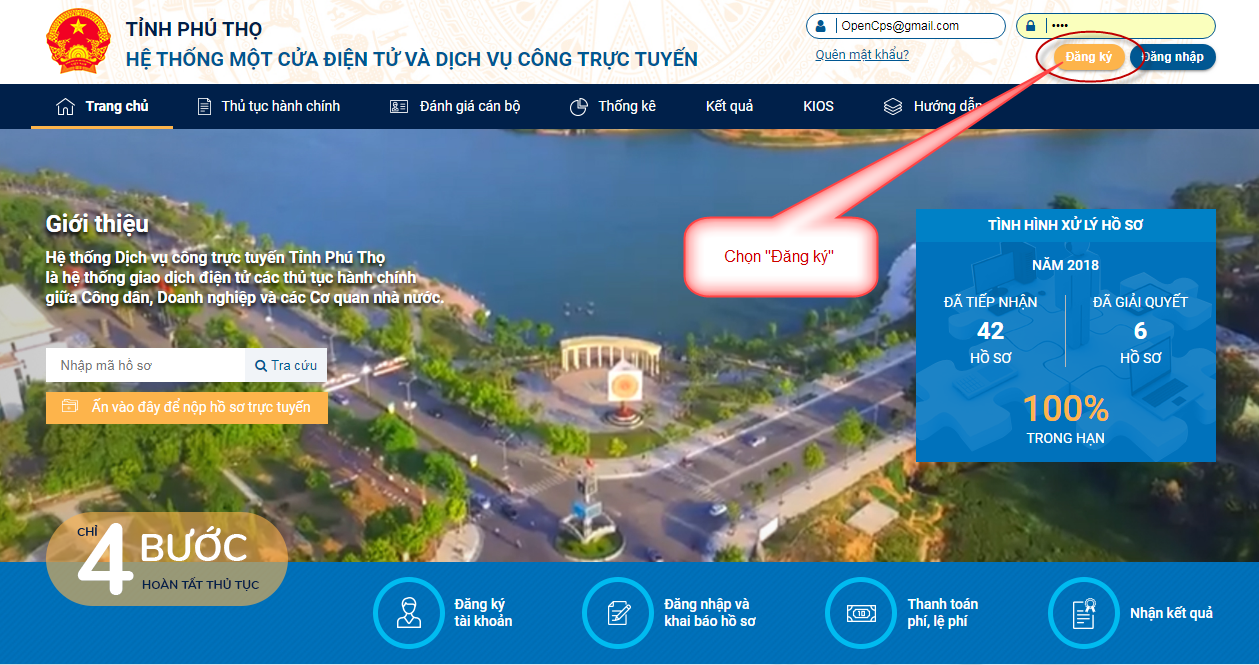 TỈNH PHÚ THỌ
HỆ THỐNG MỘT CỬA ĐIỆN TỬ VÀ DỊCH VỤ CÔNG TRỰC TUYẾN
OpenCps@gmail.com
••••
Quên mật khẩu?
Đăng ký
Đăng nhập
Trang chủ
Thủ tục hành chính
Đánh giá cán bộ
Thống kê
Kết quả
KIOS
Hướng dẫn
Giới thiệu
Hệ thống Dịch vụ công trực tuyến Tỉnh Phú Thọ
là hệ thống giao dịch điện tử các thủ tục hành chính
giữa Công dân, Doanh nghiệp và các Cơ quan nhà nước.
Chọn "Đăng ký"
Nhập mã hồ sơ
Tra cứu
Ấn vào đây để nộp hồ sơ trực tuyến
TÌNH HÌNH XỬ LÝ HỒ SƠ
NĂM 2018
ĐÃ TIẾP NHẬN
42
HỒ SƠ
ĐÃ GIẢI QUYẾT
6
HỒ SƠ
100%
TRONG HẠN
CHỈ
4 BƯỚC
HOÀN TẤT THỦ TỤC
Đăng ký
tài khoản
Đăng nhập và
khai báo hồ sơ
Thanh toán
phí, lệ phí
Nhận kết quả